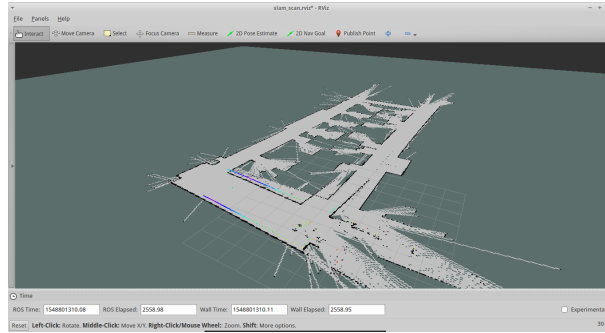 slam_scan.rviz* - RViz
File Panels Help
Interact Move Camera Select Focus Camera Measure 2D Pose Estimate 2D Nav Goal Publish Point
Time
ROS Time: 1548801310.08 ROS Elapsed: 2558.98 Wall Time: 1548801310.11 Wall Elapsed: 2558.95 Experimenta
Reset Left-Click: Rotate. Middle-Click: Move X/Y. Right-Click/Mouse Wheel:: Zoom. Shift: More options. 30